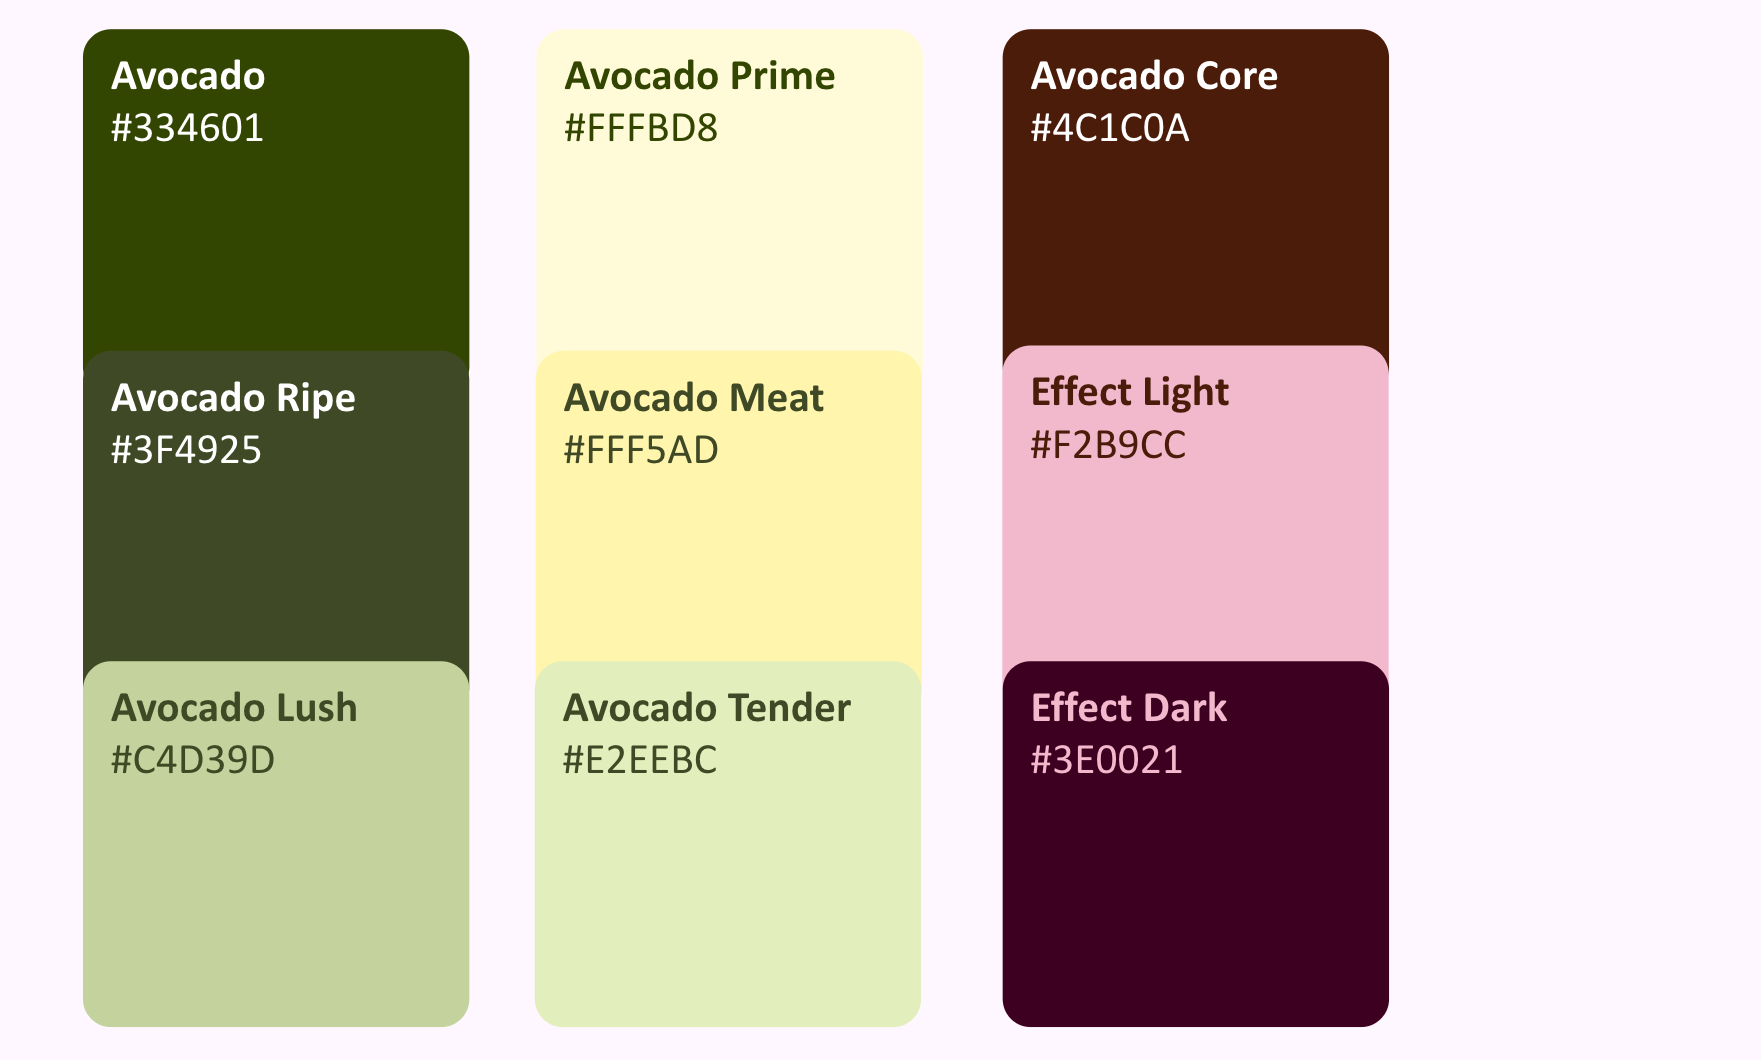 Avocado
#334601
Avocado Ripe
#3F4925
Avocado Lush
#C4D39D
Avocado Prime
#FFFBD8
Avocado Meat
#FFF5AD
Avocado Tender
#E2EEBC
Avocado Core
#4C1C0A
Effect Light
#F2B9CC
Effect Dark
#3E0021